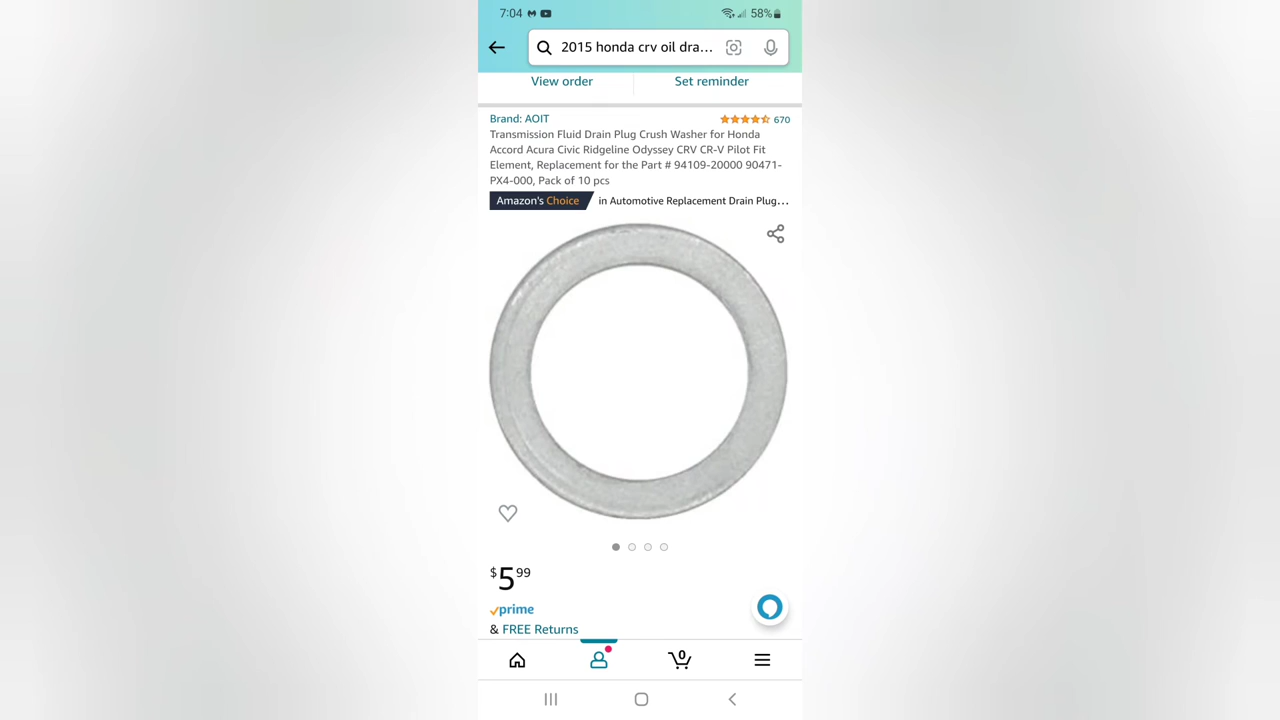 7:04
58%
2015 honda crv oil dra...
View order
Set reminder
Brand: AOIT
670
Transmission Fluid Drain Plug Crush Washer for Honda
Accord Acura Civic Ridgeline Odyssey CRV CR-V Pilot Fit
Element, Replacement for the Part # 94109-20000 90471-
PX4-000, Pack of 10 pcs
Amazon's Choice
in Automotive Replacement Drain Plug...
$5 99
prime
& FREE Returns
0